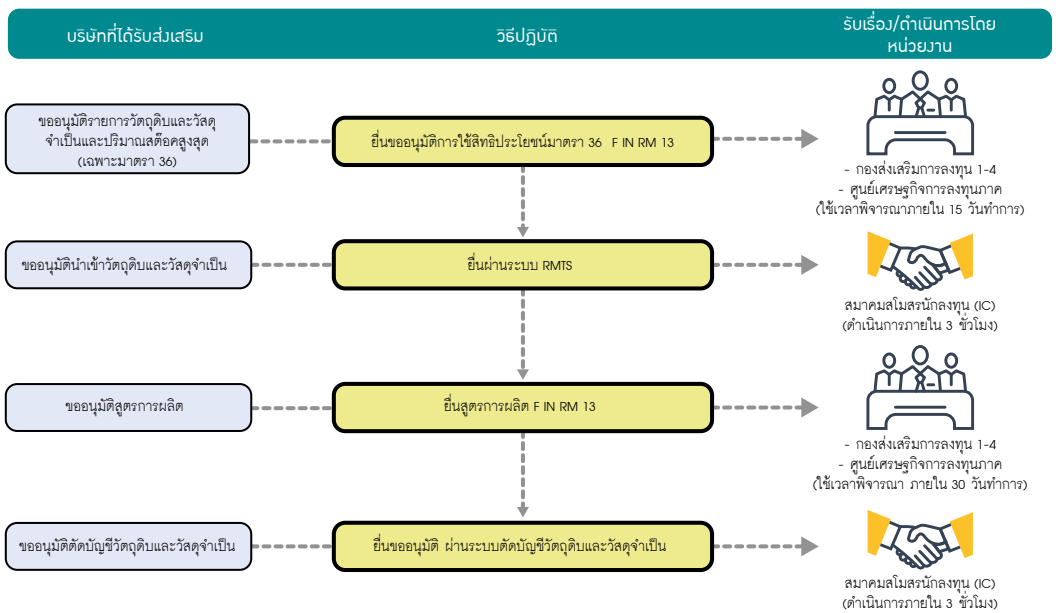 บริษัทที่ได้รับส่งเสริม
วิธีปฏิบัติ
รับเรื่อง/ดำเนินการโดย
หน่วยงาน
ขออนุมัติรายการวัตถุดิบและวัสดุ
จำเป็นและปริมาณสต๊อคสูงสุด
(เฉพาะมาตรา 36)
ยื่นขออนุมัติการใช้สิทธิประโยชน์มาตรา 36 F IN RM 13
- กองส่งเสริมการลงทุน 1-4
- ศูนย์เศรษฐกิจการลงทุนภาค
(ใช้เวลาพิจารณาภายใน 15 วันทำการ)
ขออนุมัตินำเข้าวัตถุดิบและวัสดุจำเป็น
ยื่นผ่านระบบ RMTS
สมาคมสโมสรนักลงทุน (IC)
(ดำเนินการภายใน 3 ชั่วโมง)
ขออนุมัติสูตรการผลิต
ยื่นสูตรการผลิต F IN RM 13
- กองส่งเสริมการลงทุน 1-4
- ศูนย์เศรษฐกิจการลงทุนภาค
(ใช้เวลาพิจารณา ภายใน 30 วันทำการ)
ขออนุมัติตัดบัญชีวัตถุดิบและวัสดุจำเป็น
ยื่นขออนุมัติ ผ่านระบบตัดบัญชีวัตถุดิบและวัสดุจำเป็น
สมาคมสโมสรนักลงทุน (IC)
(ดำเนินการภายใน 3 ชั่วโมง)